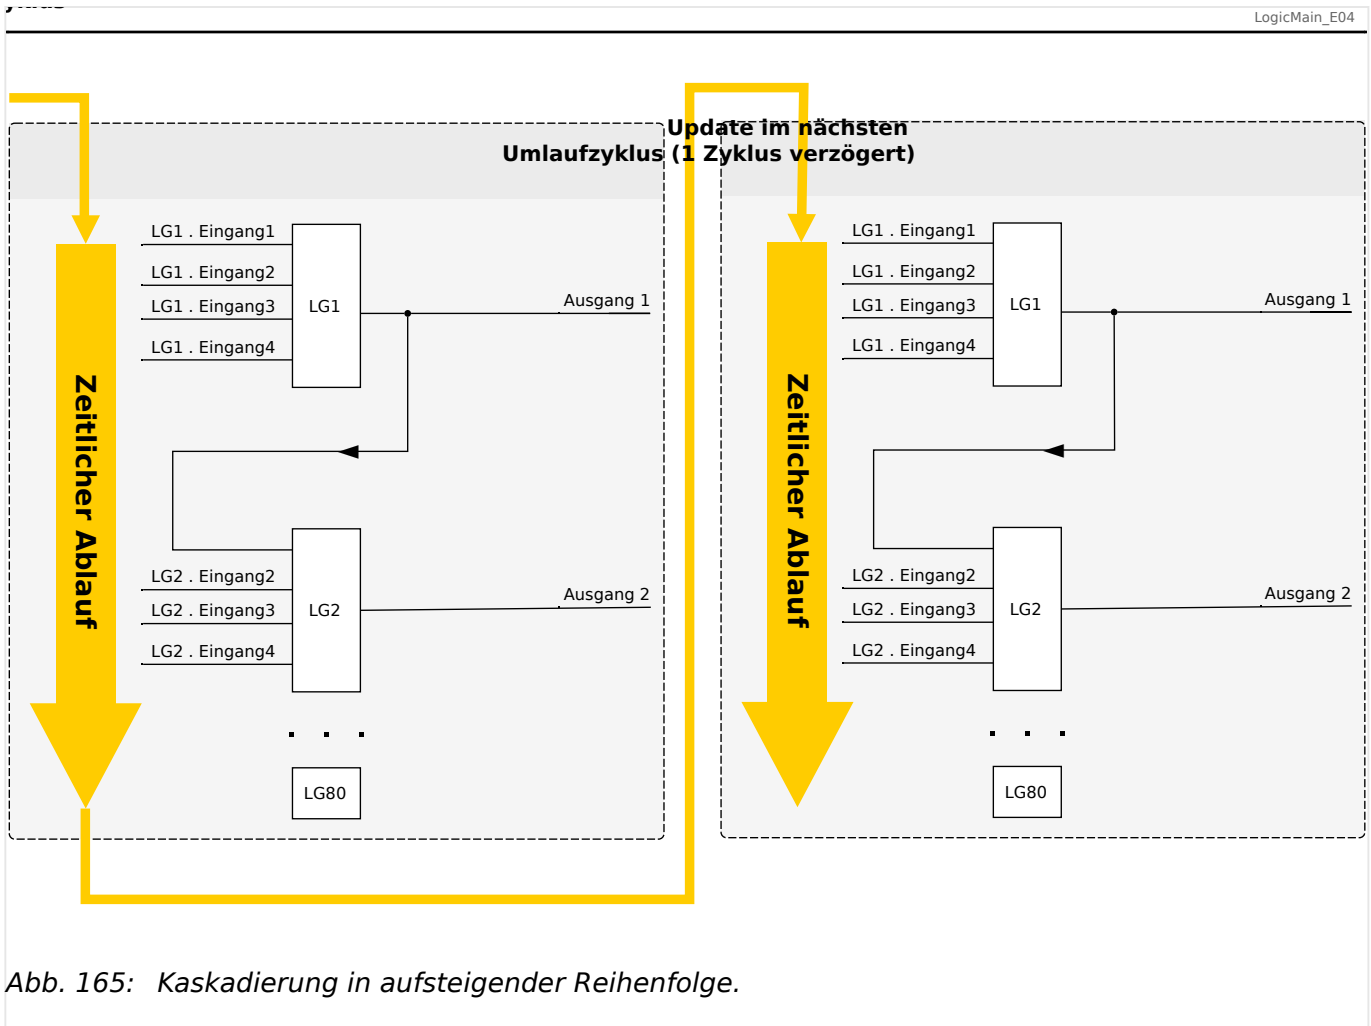 LogicMain_E04
Update im nächsten
Umlaufzyklus (1 Zyklus verzögert)
Zeitlicher Ablauf
LG1 . Eingang1
LG1 . Eingang2
LG1 . Eingang3
LG1 . Eingang4
LG1
Ausgang 1
LG2 . Eingang2
LG2 . Eingang3
LG2 . Eingang4
LG2
Ausgang 2
. . .
LG80
Zeitlicher Ablauf
LG1 . Eingang1
LG1 . Eingang2
LG1 . Eingang3
LG1 . Eingang4
LG1
Ausgang 1
LG2 . Eingang2
LG2 . Eingang3
LG2 . Eingang4
LG2
Ausgang 2
. . .
LG80
Abb. 165: Kaskadierung in aufsteigender Reihenfolge.